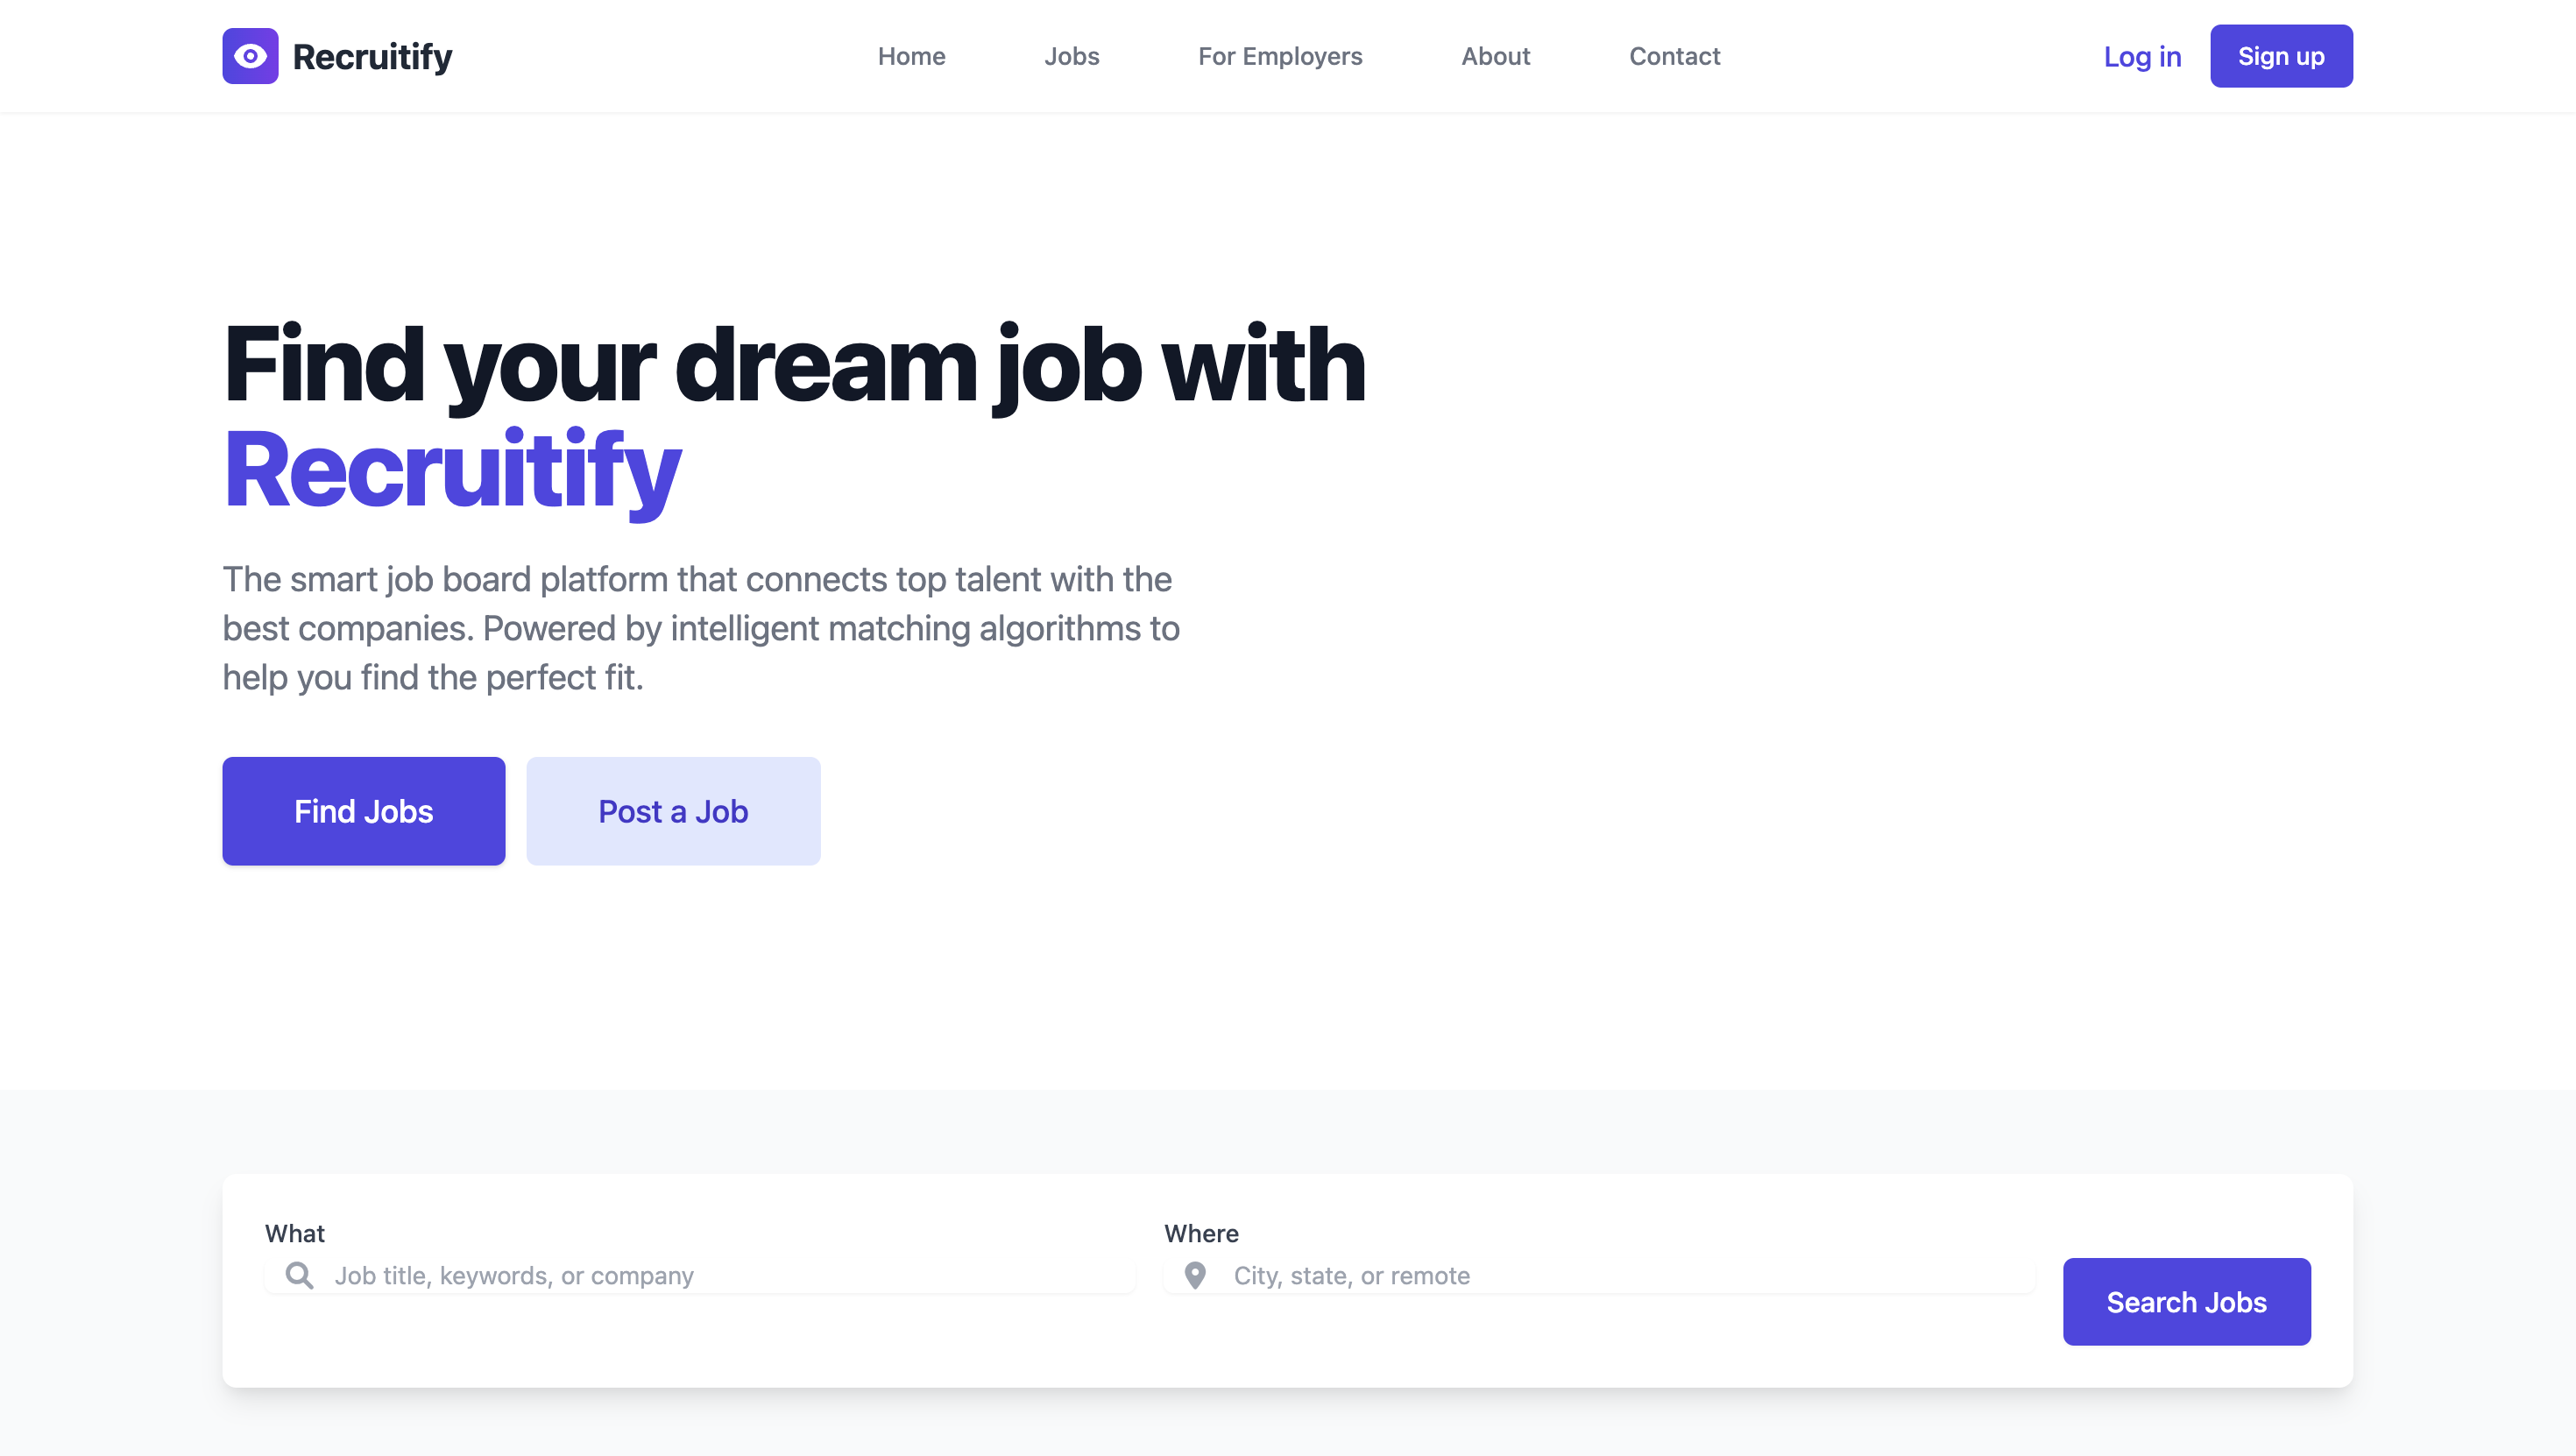 Recruitify
Home
Jobs
For Employers
About
Contact
Log in
Sign up
Find your dream job with
Recruitify
The smart job board platform that connects top talent with the
best companies. Powered by intelligent matching algorithms to
help you find the perfect fit.
Find Jobs
Post a Job
What
Job title, keywords, or company
Where
City, state, or remote
Search Jobs